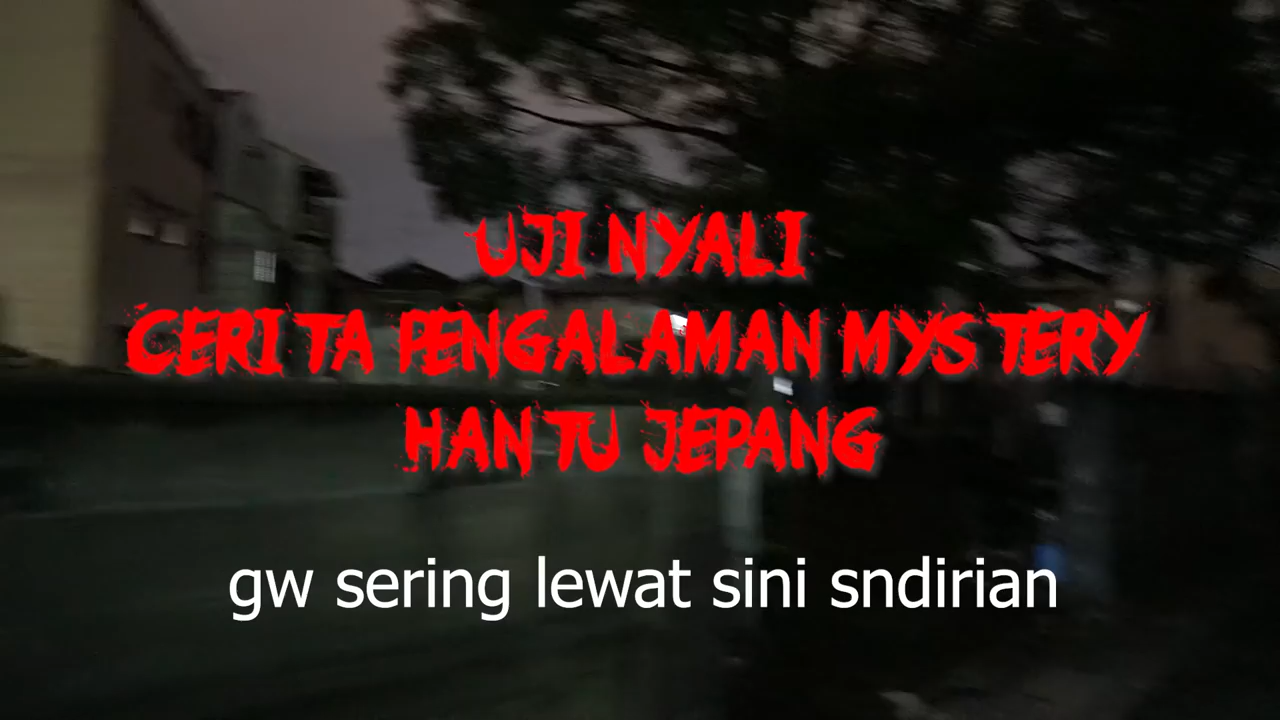 UJI NYALI
CERITA PENGALAMAN MYSTERY
HANTU JEPANG
gw sering lewat sini sndirian